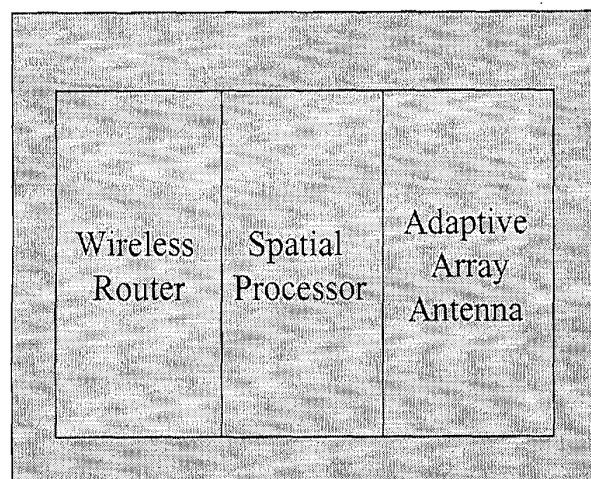 Wireless
Router
Spatial
Processor
Adaptive
Array
Antenna